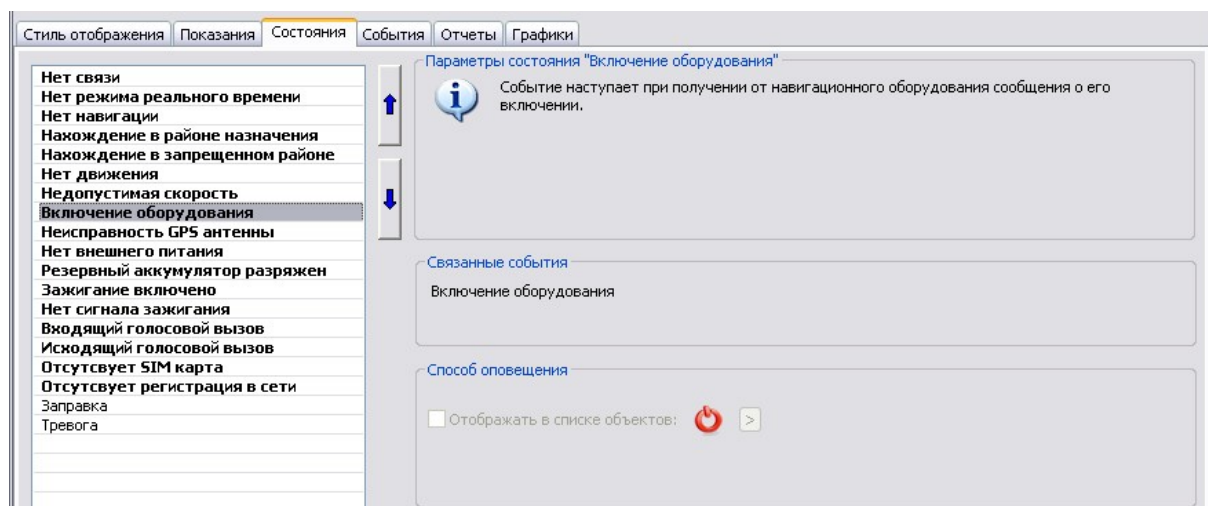 Стиль отображения Показания Состояния События Отчеты Графики
Нет связи
Нет режима реального времени
Нет навигации
Нахождение в районе назначения
Нахождение в запрещенном районе
Нет движения
Недопустимая скорость
Включение оборудования
Неисправность GPS антенны
Нет внешнего питания
Резервный аккумулятор разряжен
Зажигание включено
Нет сигнала зажигания
Входящий голосовой вызов
Исходящий голосовой вызов
Отсутсвует SIM карта
Отсутсвует регистрация в сети
Заправка
Тревога
Параметры состояния "Включение оборудования"
Событие наступает при получении от навигационного оборудования сообщения о его
включении.
Связанные события
Включение оборудования
Способ оповещения
Отображать в списке объектов: >